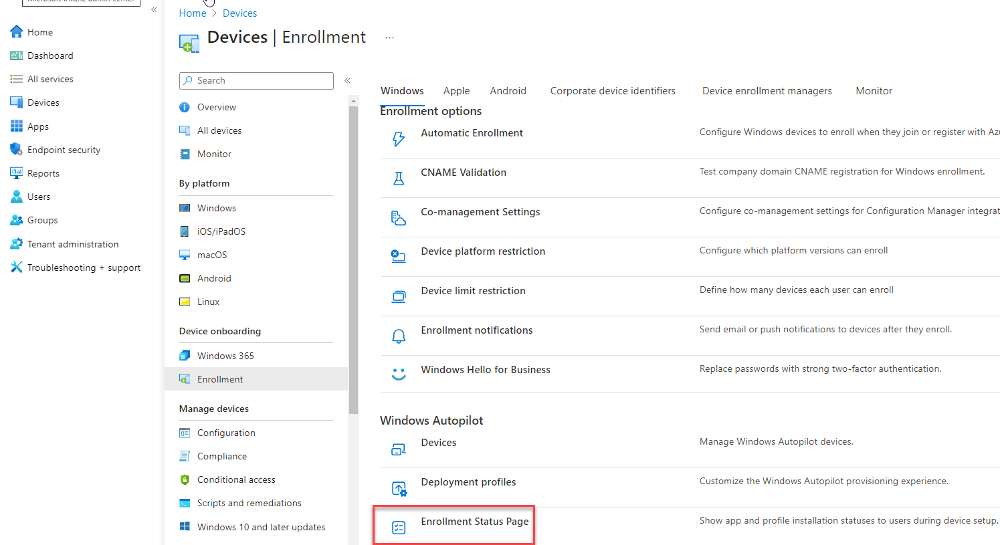 Microsoft Intune admin center
«
Home
Dashboard
All services
Devices
Apps
Endpoint security
Reports
Users
Groups
Tenant administration
Troubleshooting + support
Home > Devices
Devices | Enrollment ...
Search
«
Overview
All devices
Monitor
By platform
Windows
iOS/iPadOS
macOS
Android
Linux
Device onboarding
Windows 365
Enrollment
Manage devices
Configuration
Compliance
Conditional access
Scripts and remediations
Windows 10 and later updates
Windows Apple Android Corporate device identifiers Device enrollment managers Monitor
Enrollment options
Automatic Enrollment Configure Windows devices to enroll when they join or register with Azu
CNAME Validation Test company domain CNAME registration for Windows enrollment.
Co-management Settings Configure co-management settings for Configuration Manager integrat
Device platform restriction Configure which platform versions can enroll
Device limit restriction Define how many devices each user can enroll
Enrollment notifications Send email or push notifications to devices after they enroll.
Windows Hello for Business Replace passwords with strong two-factor authentication.
Windows Autopilot
Devices Manage Windows Autopilot devices.
Deployment profiles Customize the Windows Autopilot provisioning experience.
Enrollment Status Page Show app and profile installation statuses to users during device setup.